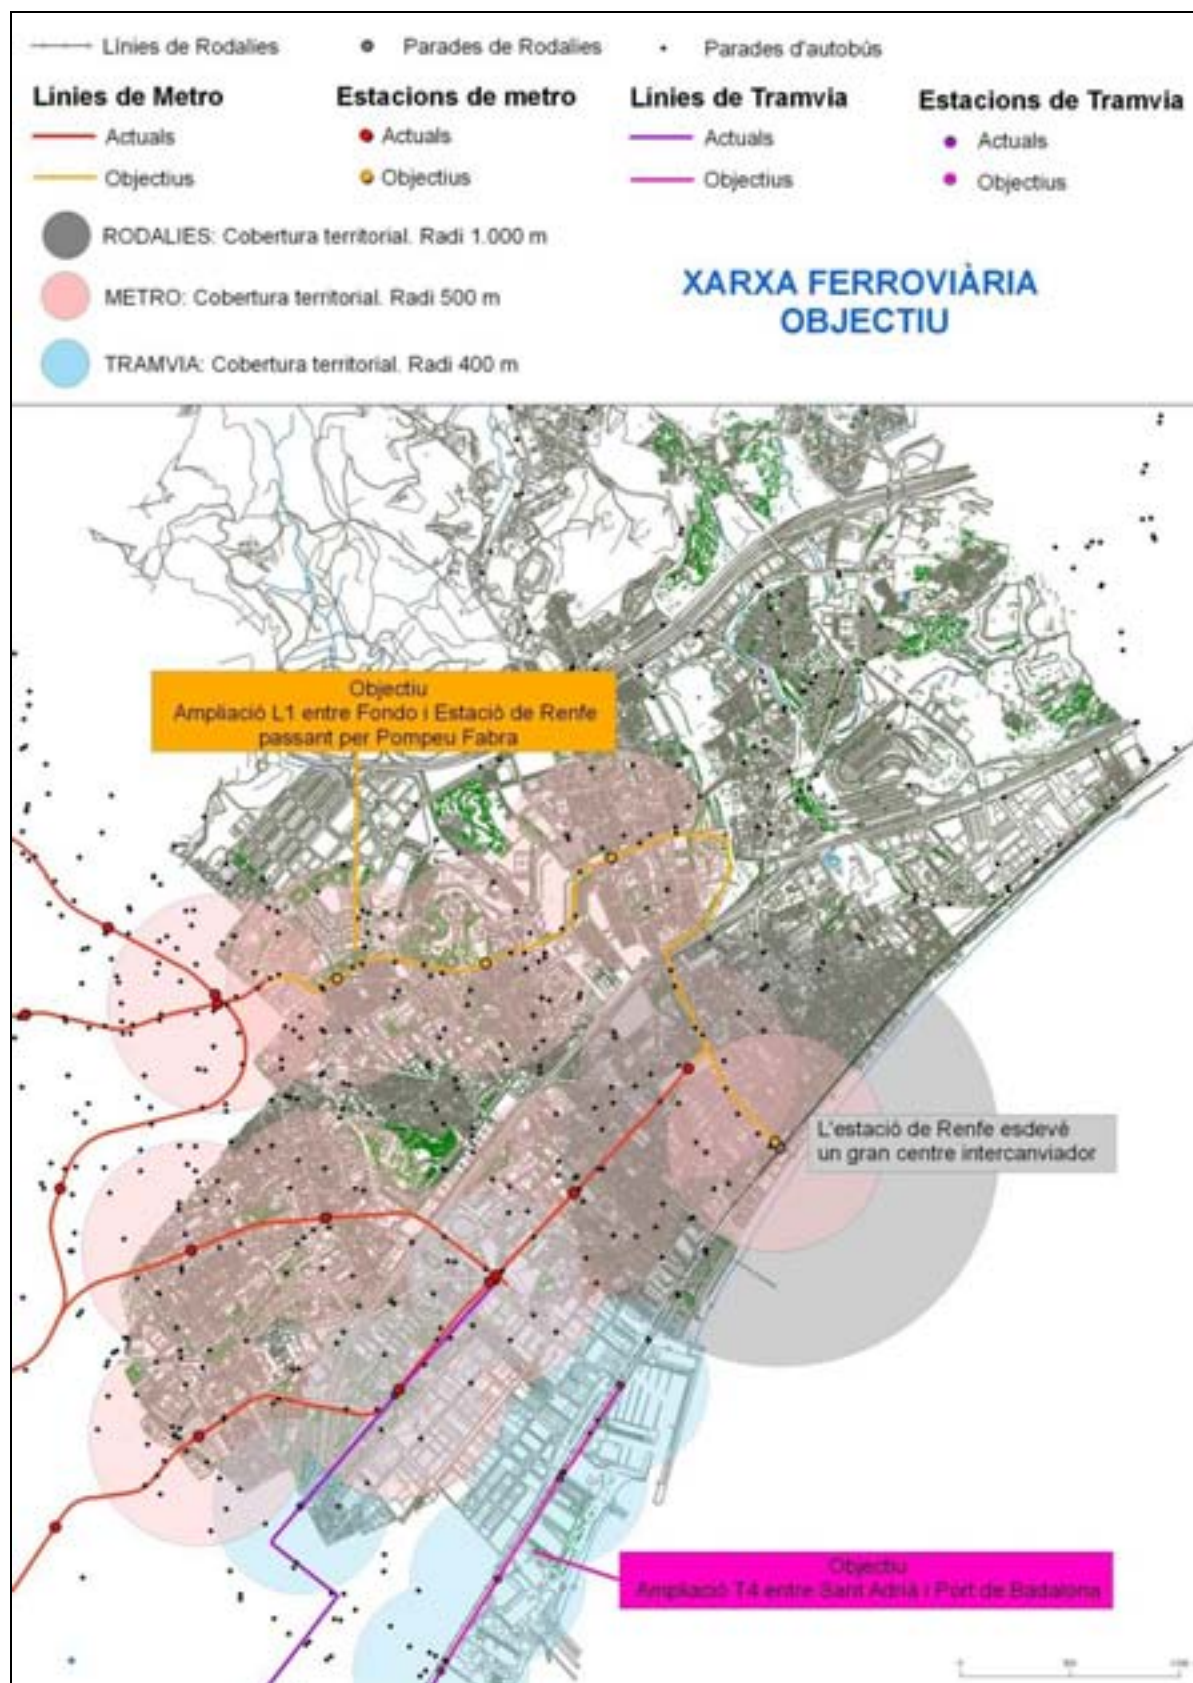 Línies de Rodalies
Parades de Rodalies
Parades d'autobús
Línies de Metro
Estacions de metro
Línies de Tramvia
Estacions de Tramvia
Actuals
Actuals
Actuals
Actuals
Objectius
Objectius
Objectius
Objectius
RODALIES: Cobertura territorial. Radi 1.000 m
METRO: Cobertura territorial. Radi 500 m
TRAMVIA: Cobertura territorial. Radi 400 m
XARXA FERROVIÀRIA
OBJECTIU
Objectiu
Ampliació L1 entre Fondo i Estació de Renfe
passant per Pompeu Fabra
L'estació de Renfe esdevé
un gran centre intercanviador
Objectiu
Ampliació T4 entre Sant Adrià i Port de Badalona